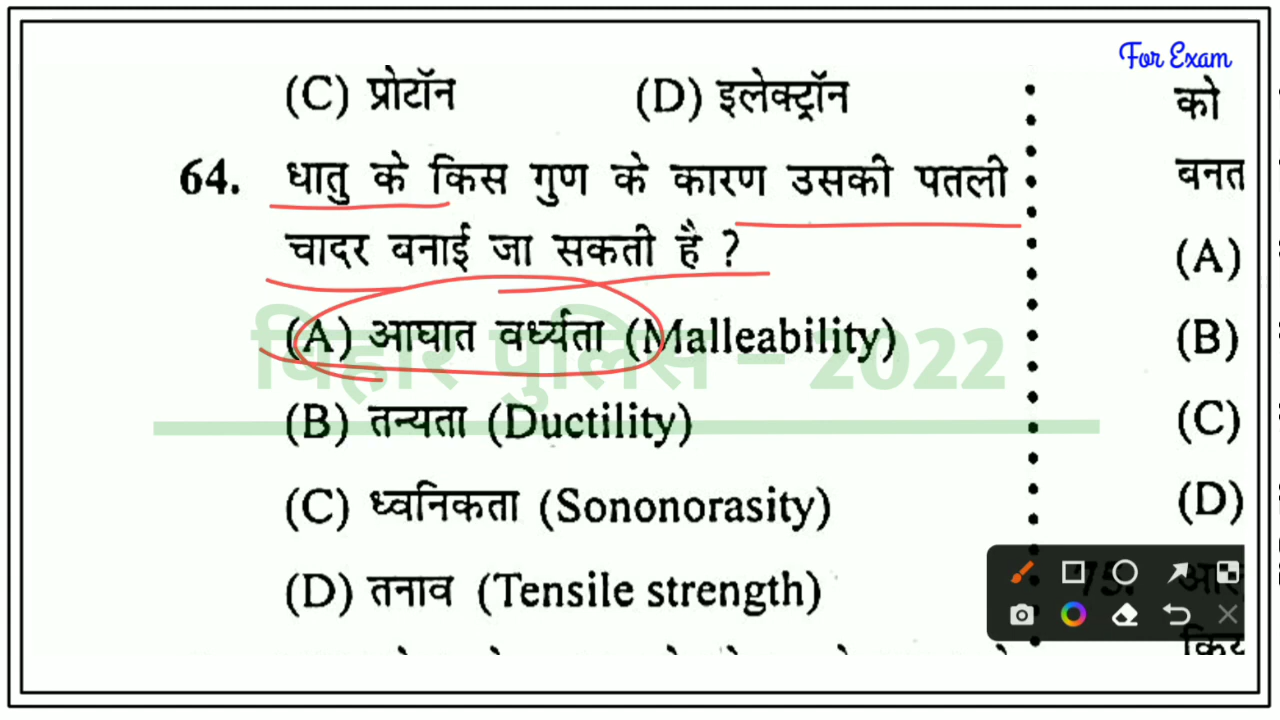 For Exam
(C) प्रोटॉन (D) इलेक्ट्रॉन
64. धातु के किस गुण के कारण उसकी पतली
चादर बनाई जा सकती है ?
(A) आघात वर्ध्यता (Malleability)
(B) तन्यता (Ductility)
(C) ध्वनिकता (Sononorasity)
(D) तनाव (Tensile strength)
बिहार पुलिस – 2022
को
बनत
(A)
(B)
(C)
(D)
75.